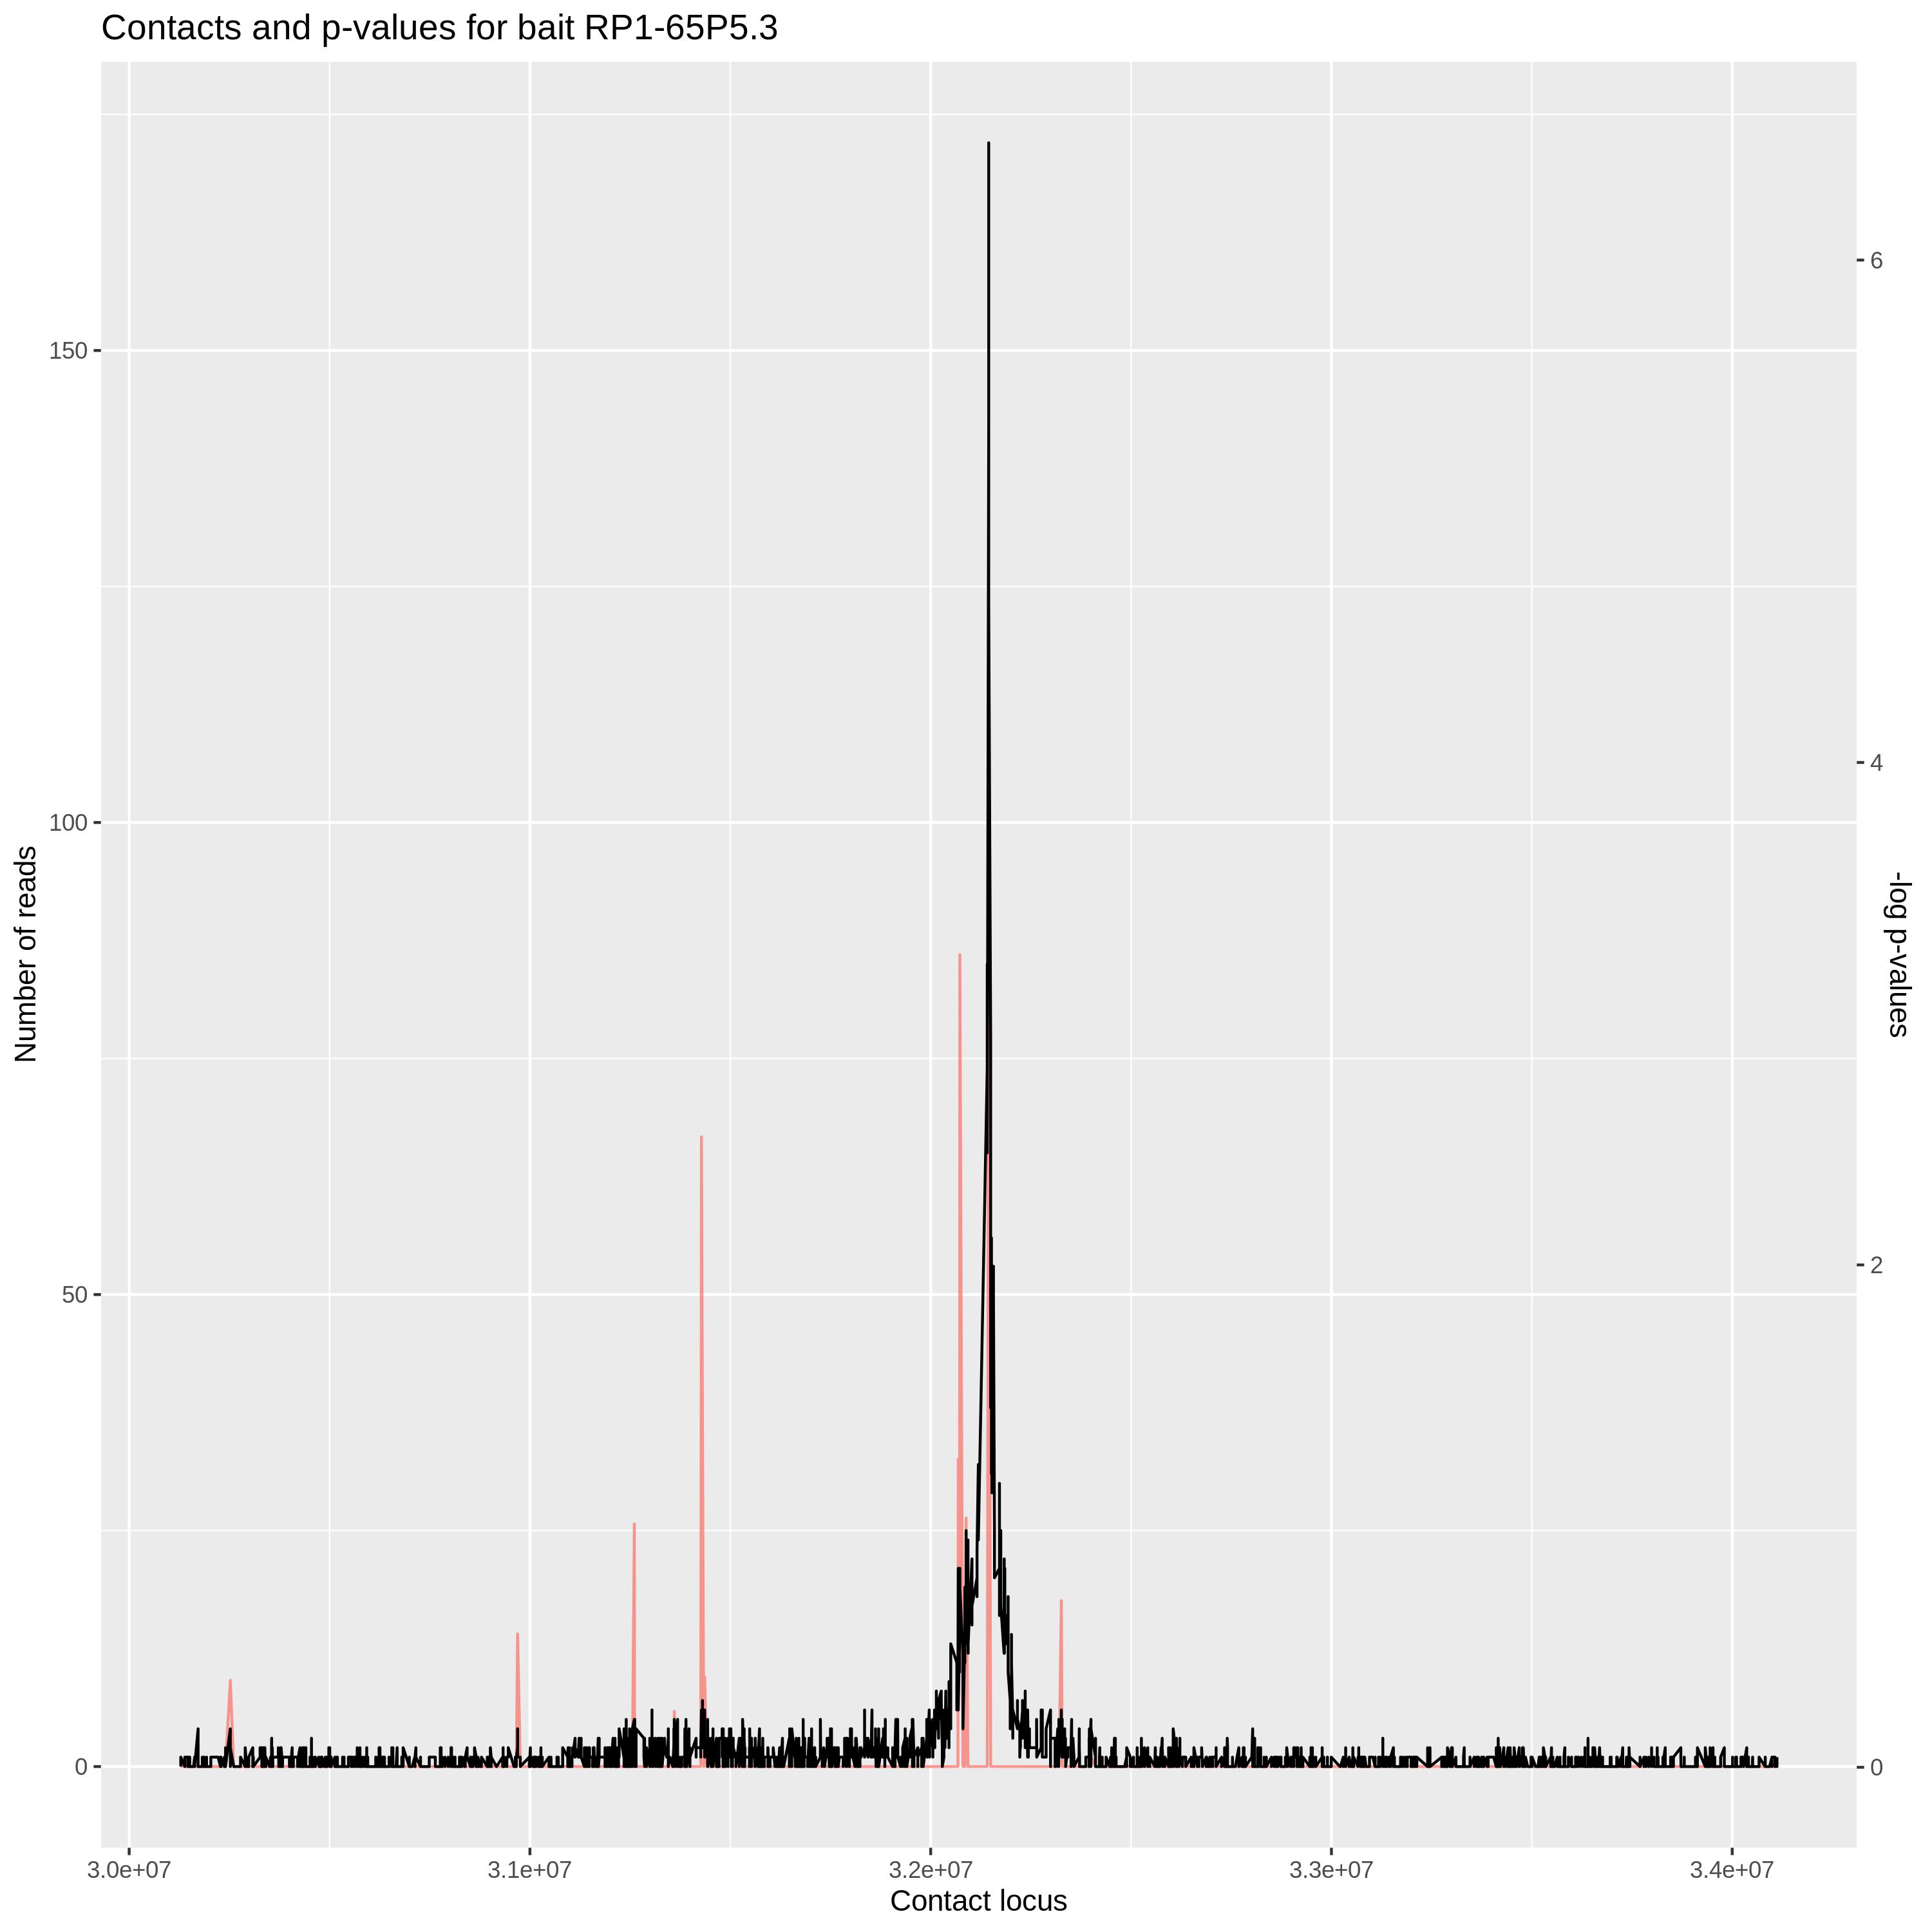 Contacts and p-values for bait RP1-65P5.3
Number of reads
150
100
50
0
6
4
2
0
-log p-values
3.0e+07
3.1e+07
3.2e+07
3.3e+07
3.4e+07
Contact locus